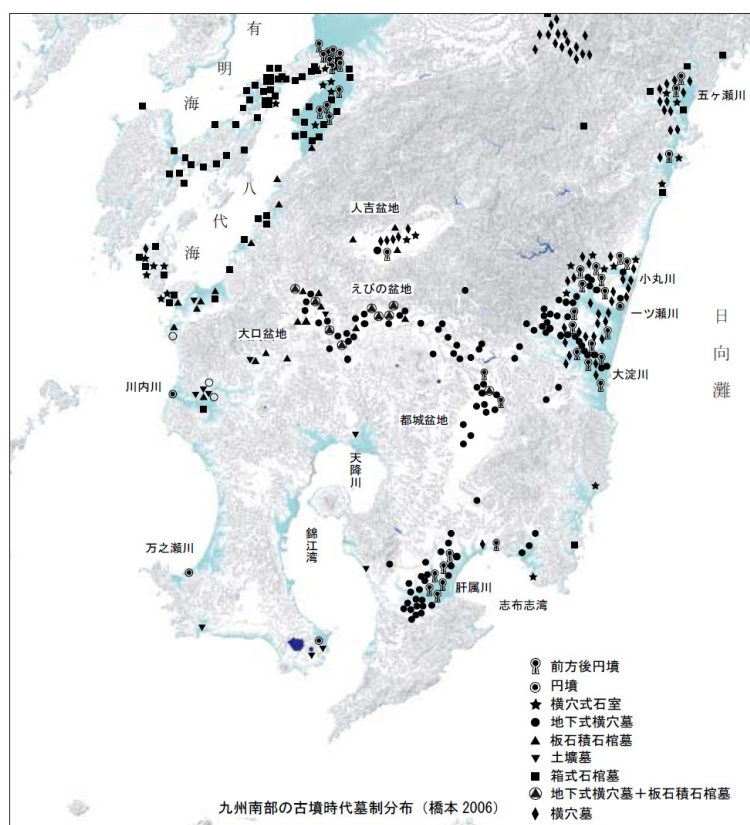 有明海
八代海
五ヶ瀬川
人吉盆地
小丸川
えびの盆地
一ツ瀬川
日向灘
大口盆地
大淀川
川内川
都城盆地
天降川
錦江湾
万之瀬川
肝属川
志布志湾
前方後円墳
円墳
横穴式石室
地下式横穴墓
板石積石棺墓
土壙墓
箱式石棺墓
地下式横穴墓＋板石積石棺墓
横穴墓
九州南部の古墳時代墓制分布（橋本 2006）